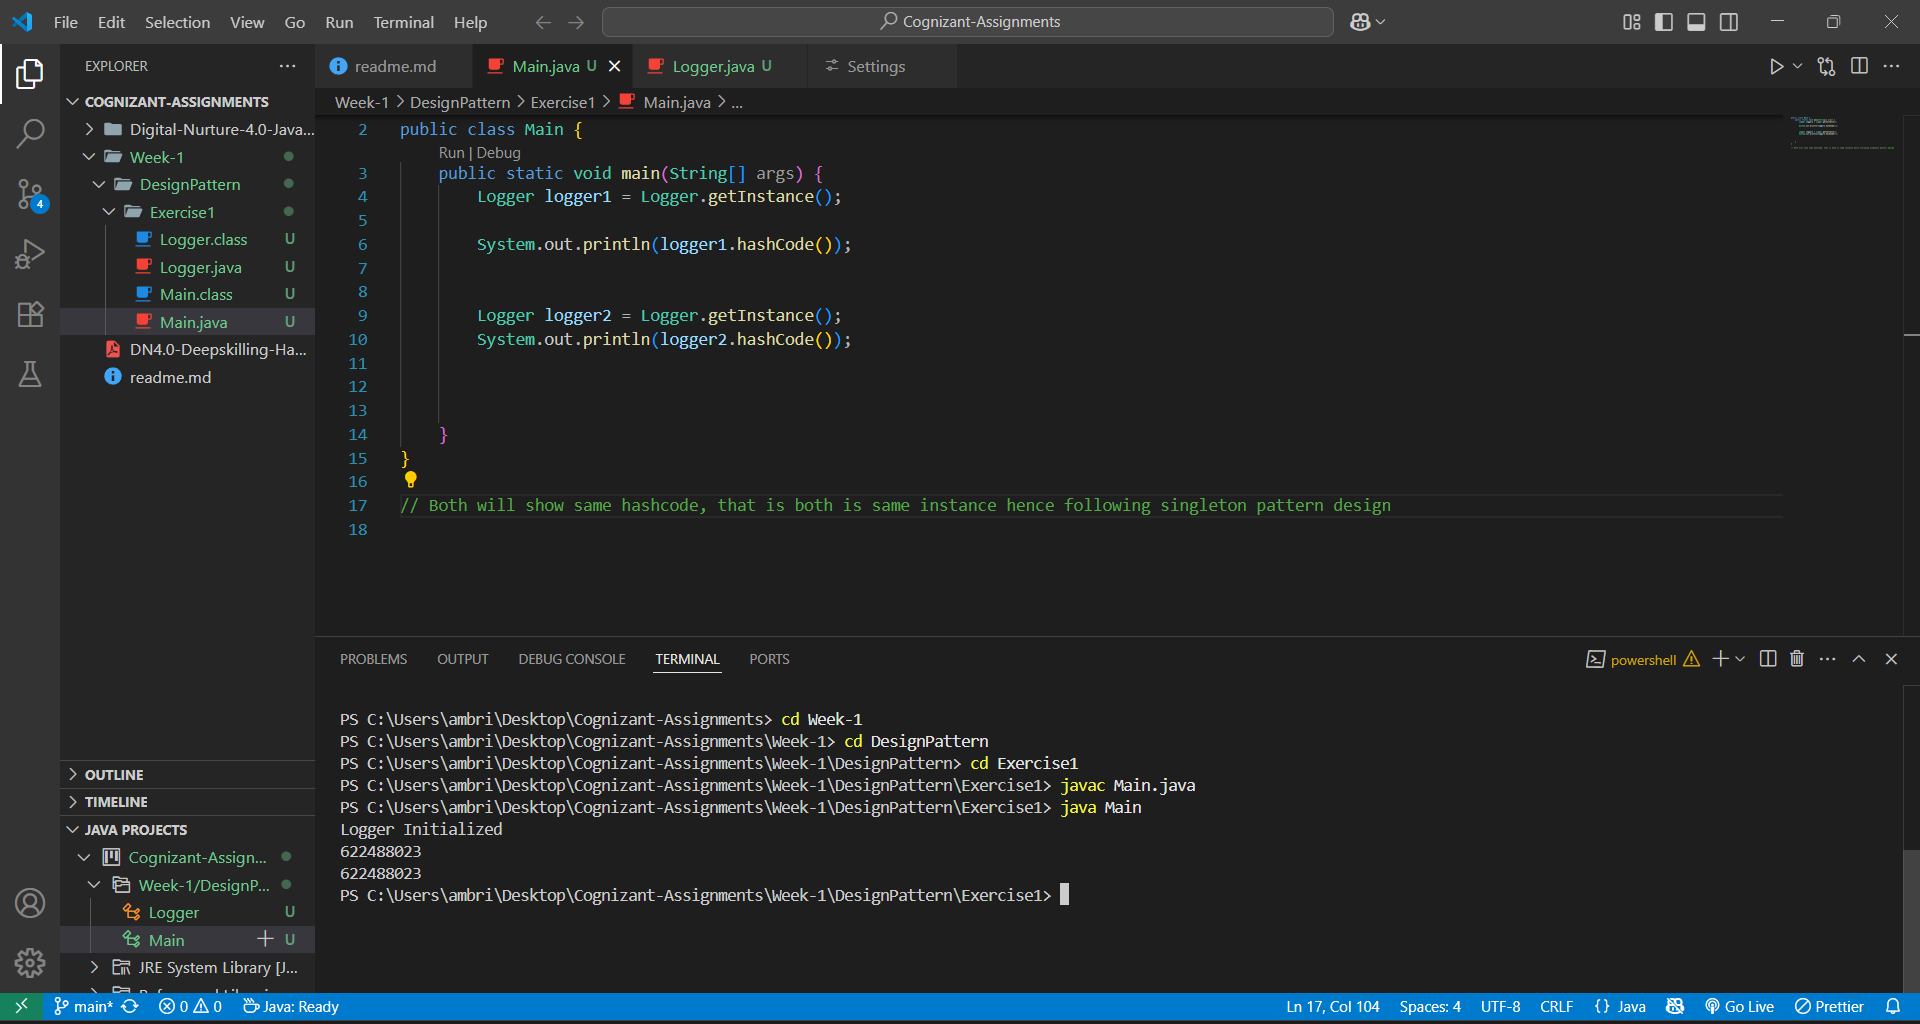 File Edit Selection View Go Run Terminal Help
Cognizant-Assignments
EXPLORER
COGNIZANT-ASSIGNMENTS
Digital-Nurture-4.0-Java...
Week-1
DesignPattern
Exercise1
Logger.class U
Logger.java U
Main.class U
Main.java U
DN4.0-Deepskilling-Ha...
readme.md
4
OUTLINE
TIMELINE
JAVA PROJECTS
Cognizant-Assign...
Week-1/DesignP...
Logger U
Main U
JRE System Library [J...
readme.md
Main.java U
Logger.java U
Settings
Week-1 > DesignPattern > Exercise1 > Main.java > ...
2 public class Main {
Run | Debug
3 public static void main(String[] args) {
4 Logger logger1 = Logger.getInstance();
5
6 System.out.println(logger1.hashCode());
7
8
9 Logger logger2 = Logger.getInstance();
10 System.out.println(logger2.hashCode());
11
12
13
14 }
15 }
16
17 // Both will show same hashcode, that is both is same instance hence following singleton pattern design
18
PROBLEMS OUTPUT DEBUG CONSOLE TERMINAL PORTS
powershell
PS C:\Users\ambri\Desktop\Cognizant-Assignments> cd Week-1
PS C:\Users\ambri\Desktop\Cognizant-Assignments\Week-1> cd DesignPattern
PS C:\Users\ambri\Desktop\Cognizant-Assignments\Week-1\DesignPattern> cd Exercise1
PS C:\Users\ambri\Desktop\Cognizant-Assignments\Week-1\DesignPattern\Exercise1> javac Main.java
PS C:\Users\ambri\Desktop\Cognizant-Assignments\Week-1\DesignPattern\Exercise1> java Main
Logger Initialized
622488023
622488023
PS C:\Users\ambri\Desktop\Cognizant-Assignments\Week-1\DesignPattern\Exercise1>
main* 0 0 Java: Ready
Ln 17, Col 104 Spaces: 4 UTF-8 CRLF {} Java Go Live Prettier